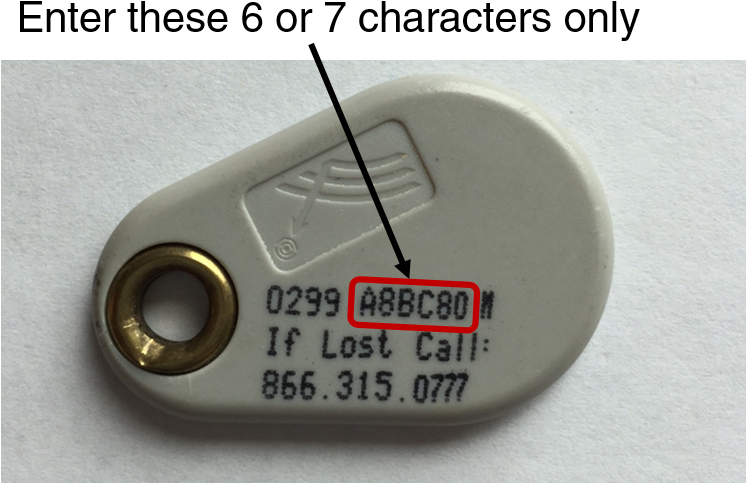 Enter these 6 or 7 characters only
0299 A8BC80 M
If Lost Call:
866.315.0777